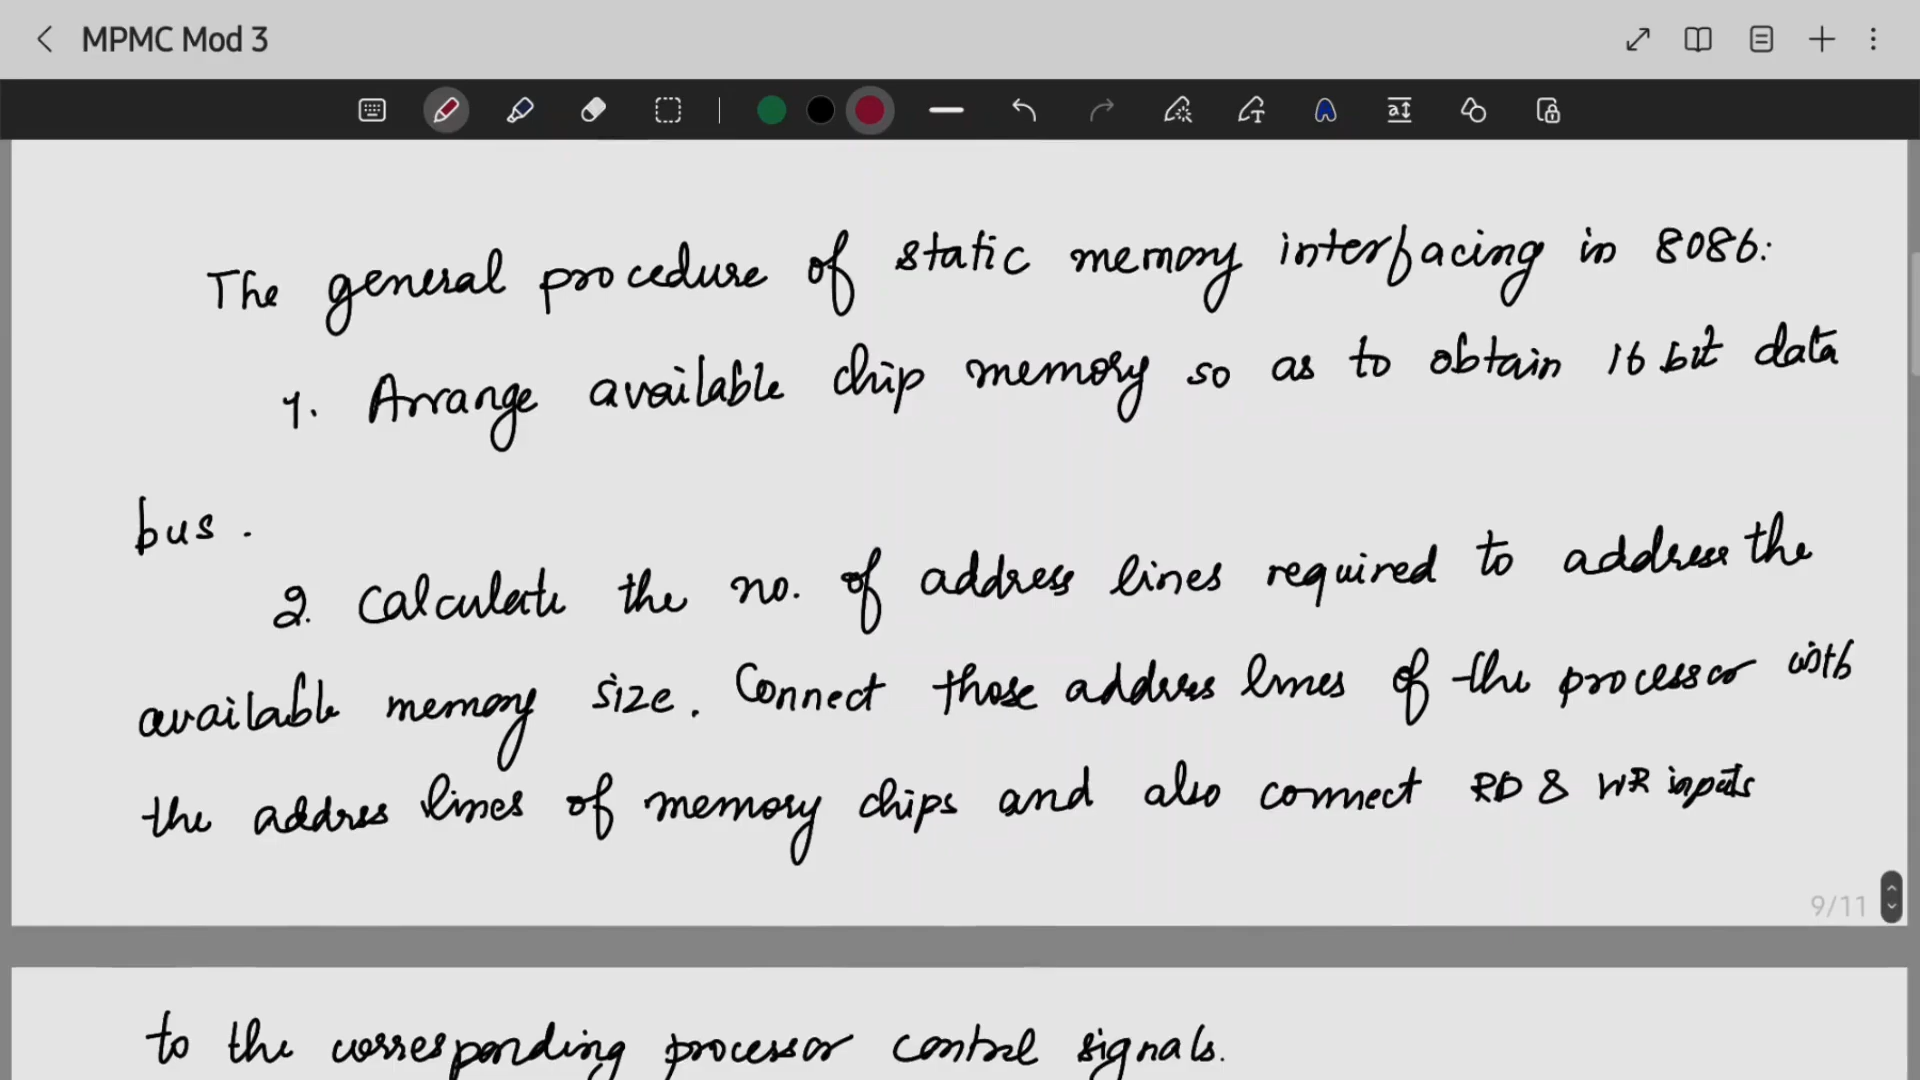 MPMC Mod 3
The general procedure of static memory interfacing in 8086:
1. Arrange available chip memory so as to obtain 16 bit data
bus.
2. Calculate the no. of address lines required to address the
available memory size. Connect those address lines of the processor with
the address lines of memory chips and also connect RD & WR inputs
9/11
to the corresponding processor control signals.